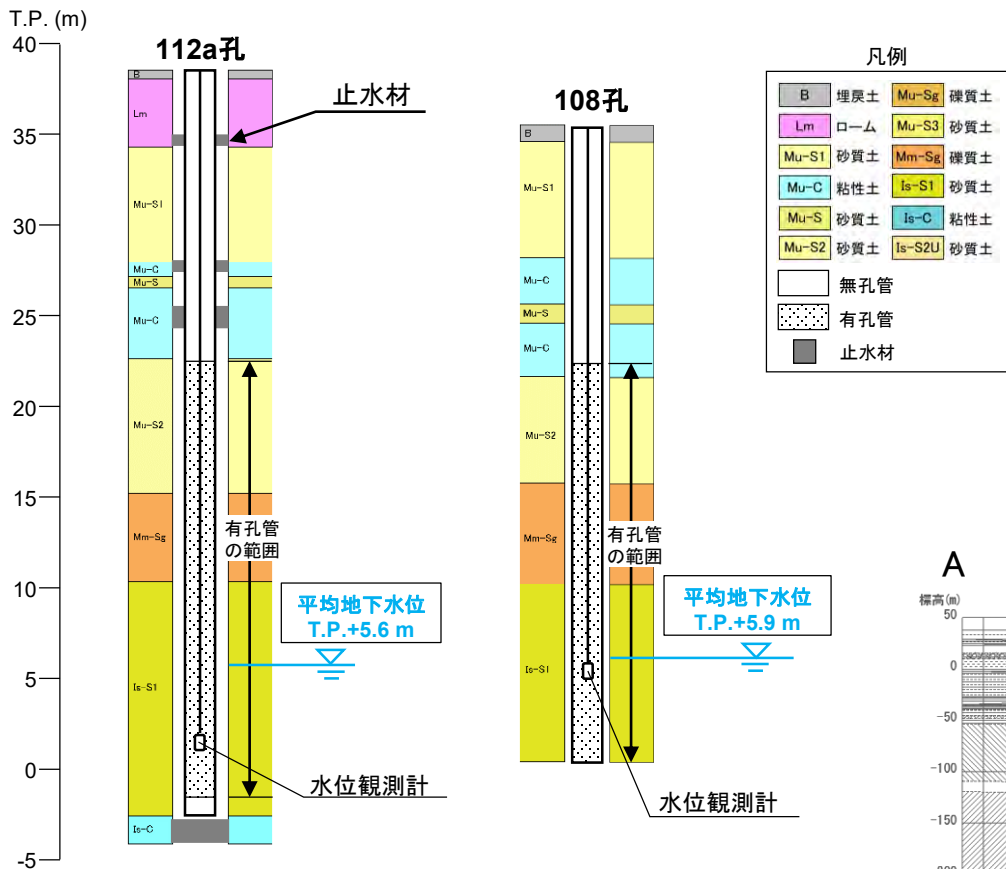 T.P. (m)
40
35
30
25
20
15
10
5
0
-5
112a孔
B
Lm
Mu-S1
Mu-C
Mu-S
Mu-C
Mu-S2
Mm-Sg
Is-S1
Is-C
止水材
有孔管
の範囲
平均地下水位
T.P.+5.6 m
水位観測計
108孔
B
Mu-S1
Mu-C
Mu-S
Mu-C
Mu-S2
Mm-Sg
Is-S1
有孔管
の範囲
平均地下水位
T.P.+5.9 m
水位観測計
凡例
B 埋戻土 Mu-Sg 礫質土
Lm ローム Mu-S3 砂質土
Mu-S1 砂質土 Mm-Sg 礫質土
Mu-C 粘性土 Is-S1 砂質土
Mu-S 砂質土 Is-C 粘性土
Mu-S2 砂質土 Is-S2U 砂質土
無孔管
有孔管
止水材
A
標高(m)
50
0
-50
-100
-150